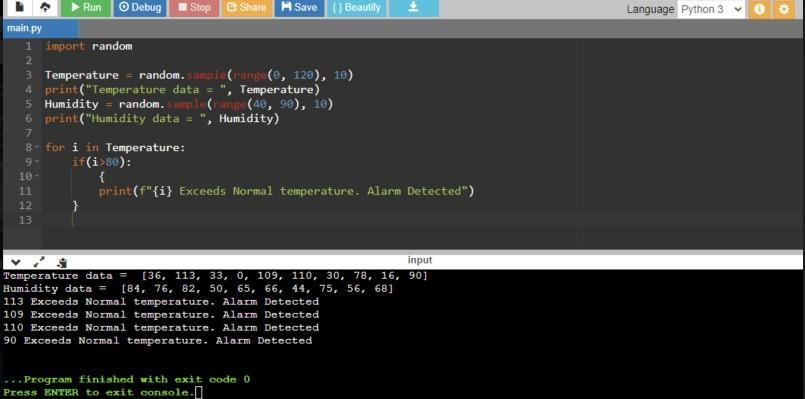 Run Debug Stop Share Save { } Beautify Language Python 3
main.py
1 import random
2
3 Temperature = random.sample(range(0, 120), 10)
4 print("Temperature data = ", Temperature)
5 Humidity = random.sample(range(40, 90), 10)
6 print("Humidity data = ", Humidity)
7
8 for i in Temperature:
9     if(i>80):
10         {
11         print(f"{i} Exceeds Normal temperature. Alarm Detected")
12     }
13
input
Temperature data =  [36, 113, 33, 0, 109, 110, 30, 78, 16, 90]
Humidity data =  [84, 76, 82, 50, 65, 66, 44, 75, 56, 68]
113 Exceeds Normal temperature. Alarm Detected
109 Exceeds Normal temperature. Alarm Detected
110 Exceeds Normal temperature. Alarm Detected
90 Exceeds Normal temperature. Alarm Detected
...Program finished with exit code 0
Press ENTER to exit console.